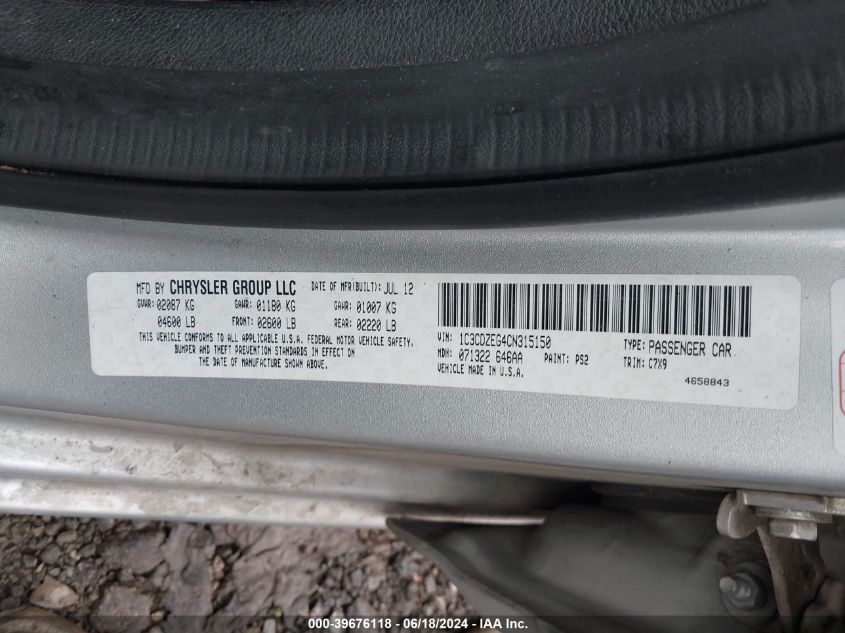 MFD BY CHRYSLER GROUP LLC DATE OF MFR(BUILT): JUL 12
GVWR: 02087 KG GAWR: 01180 KG GAWR: 01007 KG
04600 LB FRONT: 02600 LB REAR: 02220 LB
THIS VEHICLE CONFORMS TO ALL APPLICABLE U.S.A. FEDERAL MOTOR VEHICLE SAFETY,
BUMPER AND THEFT PREVENTION STANDARDS IN EFFECT ON
THE DATE OF MANUFACTURE SHOWN ABOVE.
VIN: 1C3CDZEG4CN315150 TYPE: PASSENGER CAR
MDH: 071322 646AA PAINT: PS2 TRIM: C7X9
VEHICLE MADE IN U.S.A.
4658843
000-39676118 - 06/18/2024 - IAA Inc.